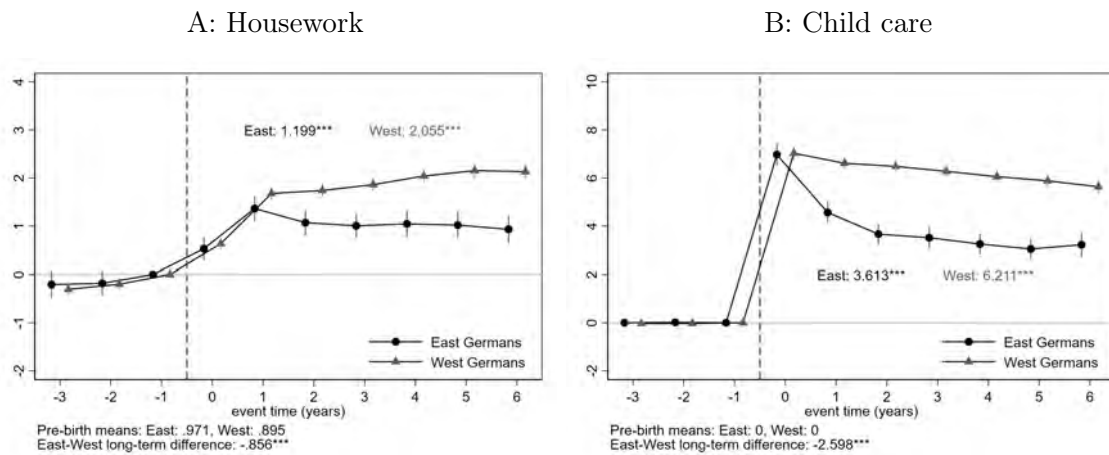 A: Housework
4
3
2
1
0
-1
-2
East: 1.199***
West: 2.055***
East Germans
West Germans
-3 -2 -1 0 1 2 3 4 5 6
event time (years)
Pre-birth means: East: .971, West: .895
East-West long-term difference: -.856***
B: Child care
10
8
6
4
2
0
-2
East: 3.613***
West: 6.211***
East Germans
West Germans
-3 -2 -1 0 1 2 3 4 5 6
event time (years)
Pre-birth means: East: 0, West: 0
East-West long-term difference: -2.598***